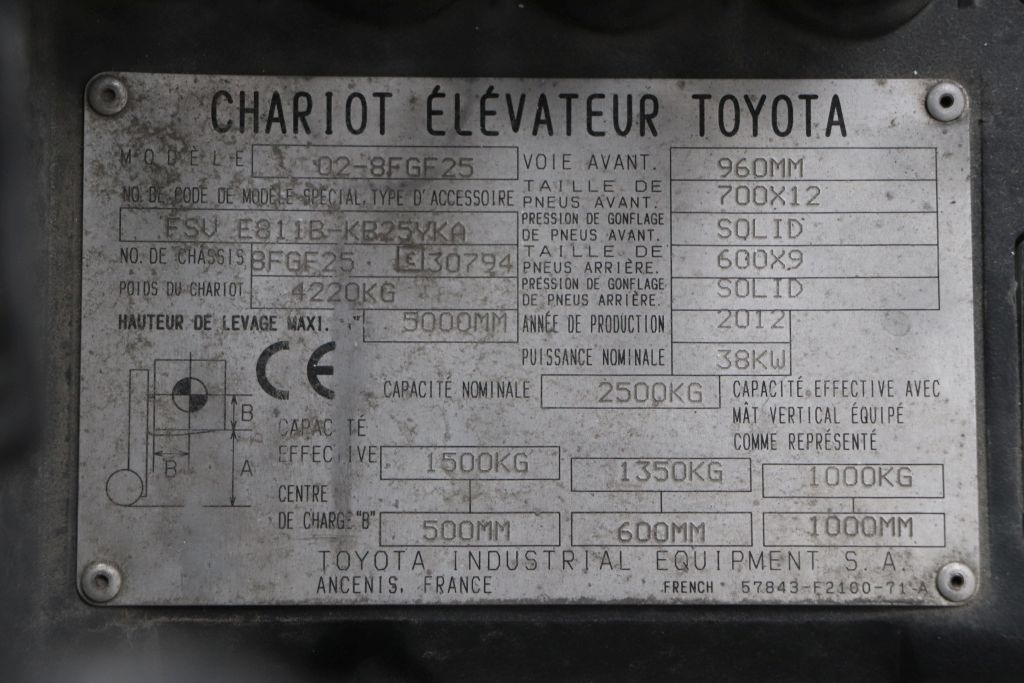 CHARIOT ÉLÉVATEUR TOYOTA
MODÈLE 02-8FGF25
NO. DE CODE DE MODÈLE SPÉCIAL, TYPE D'ACCESSOIRE
FSV E811B-KB25YKA
NO. DE CHÂSSIS 8FGF25 E 30794
POIDS DU CHARIOT 4220KG
HAUTEUR DE LEVAGE MAXI. 5000MM
VOIE AVANT. 960MM
TAILLE DE
PNEUS AVANT. 700X12
PRESSION DE GONFLAGE
DE PNEUS AVANT. SOLID
TAILLE DE
PNEUS ARRIÈRE. 600X9
PRESSION DE GONFLAGE
DE PNEUS ARRIÈRE. SOLID
ANNÉE DE PRODUCTION 2012
PUISSANCE NOMINALE 38KW
CE
CAPACITÉ NOMINALE 2500KG
CAPACITÉ EFFECTIVE AVEC
MÂT VERTICAL ÉQUIPÉ
COMME REPRÉSENTÉ
B
B
A
CAPACITÉ
EFFECTIVE 1500KG 1350KG 1000KG
CENTRE
DE CHARGE "B" 500MM 600MM 1000MM
TOYOTA INDUSTRIAL EQUIPMENT S.A.
ANCENIS, FRANCE
FRENCH 57843-F2100-71-A